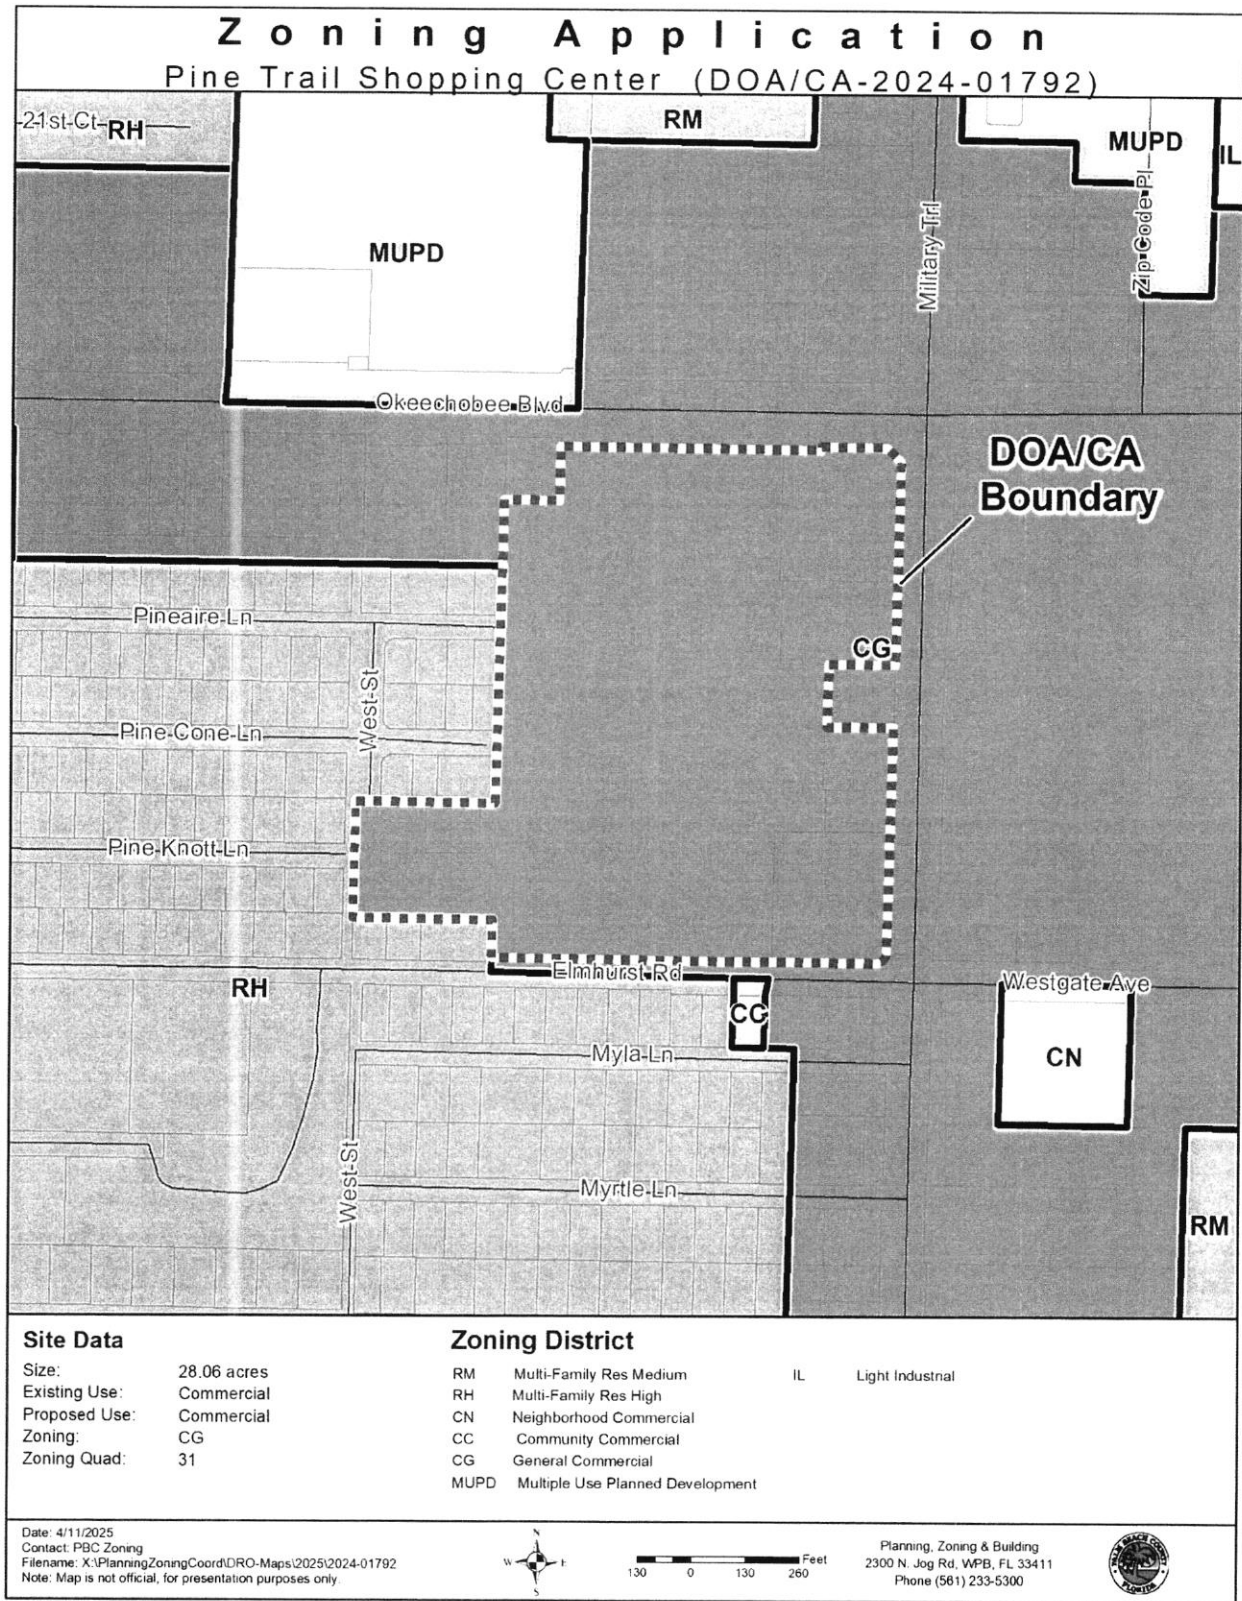 Zoning Application
Pine Trail Shopping Center (DOA/CA-2024-01792)
21st Ct
RH
RM
MUPD
IL
MUPD
Military Trl
Zip Code Pl
Okeechobee Blvd
DOA/CA
Boundary
Pineaire Ln
CG
West St
Pine Cone Ln
Pine Knott Ln
Elmhurst Rd
RH
Westgate Ave
CC
Myla Ln
CN
West St
Myrtle Ln
RM
Site Data
Size: 28.06 acres
Existing Use: Commercial
Proposed Use: Commercial
Zoning: CG
Zoning Quad: 31
Zoning District
RM Multi-Family Res Medium
RH Multi-Family Res High
CN Neighborhood Commercial
CC Community Commercial
CG General Commercial
MUPD Multiple Use Planned Development
IL Light Industrial
Date: 4/11/2025
Contact: PBC Zoning
Filename: X:\PlanningZoningCoord\DRO-Maps\2025\2024-01792
Note: Map is not official, for presentation purposes only.
N
W E
S
Feet
130 0 130 260
Planning, Zoning & Building
2300 N. Jog Rd, WPB, FL 33411
Phone (561) 233-5300
PALM BEACH COUNTY
FLORIDA